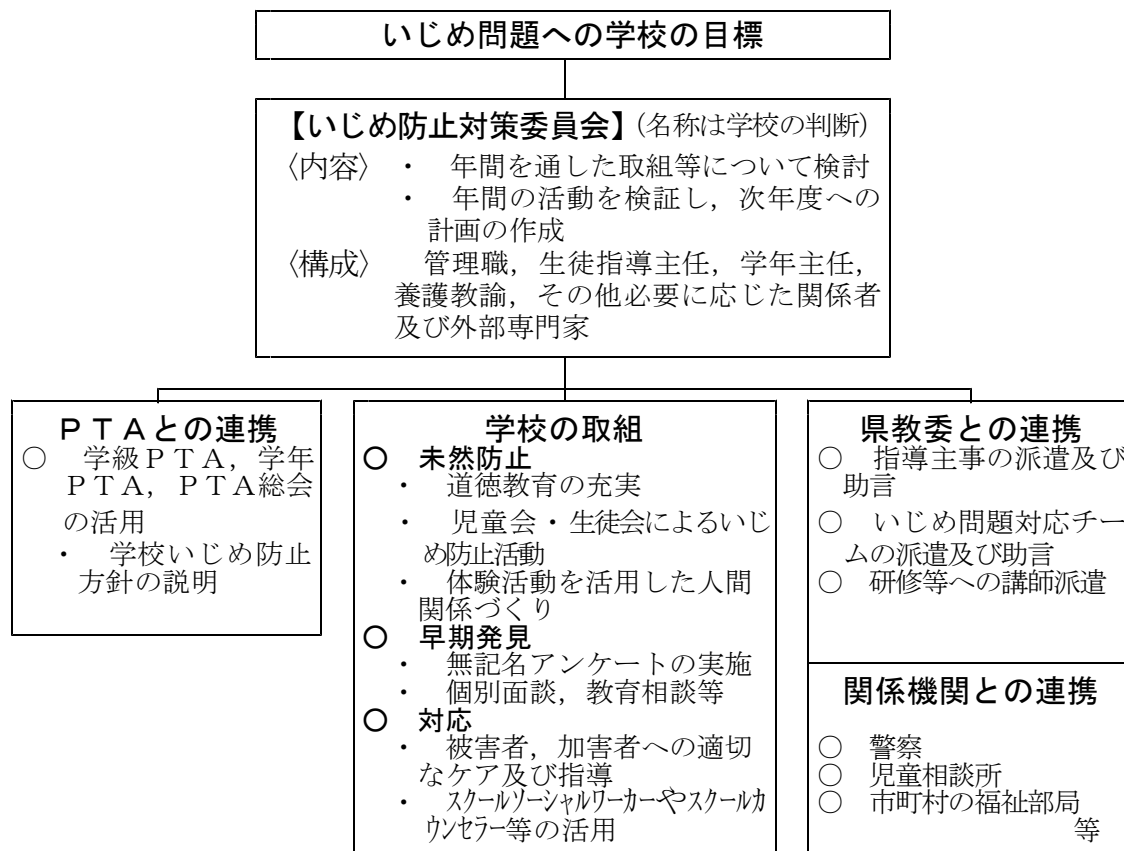 いじめ問題への学校の目標
【いじめ防止対策委員会】(名称は学校の判断)
〈内容〉 ・ 年間を通した取組等について検討
・ 年間の活動を検証し,次年度への
計画の作成
〈構成〉 管理職,生徒指導主任,学年主任,
養護教諭,その他必要に応じた関係者
及び外部専門家
PTAとの連携
○ 学級PTA,学年
PTA,PTA総会
の活用
・ 学校いじめ防止
方針の説明
学校の取組
○ 未然防止
・ 道徳教育の充実
・ 児童会・生徒会によるいじ
め防止活動
・ 体験活動を活用した人間
関係づくり
○ 早期発見
・ 無記名アンケートの実施
・ 個別面談,教育相談等
○ 対応
・ 被害者,加害者への適切
なケア及び指導
・ スクールソーシャルワーカーやスクールカ
ウンセラー等の活用
県教委との連携
○ 指導主事の派遣及び
助言
○ いじめ問題対応チー
ムの派遣及び助言
○ 研修等への講師派遣
関係機関との連携
○ 警察
○ 児童相談所
○ 市町村の福祉部局
等